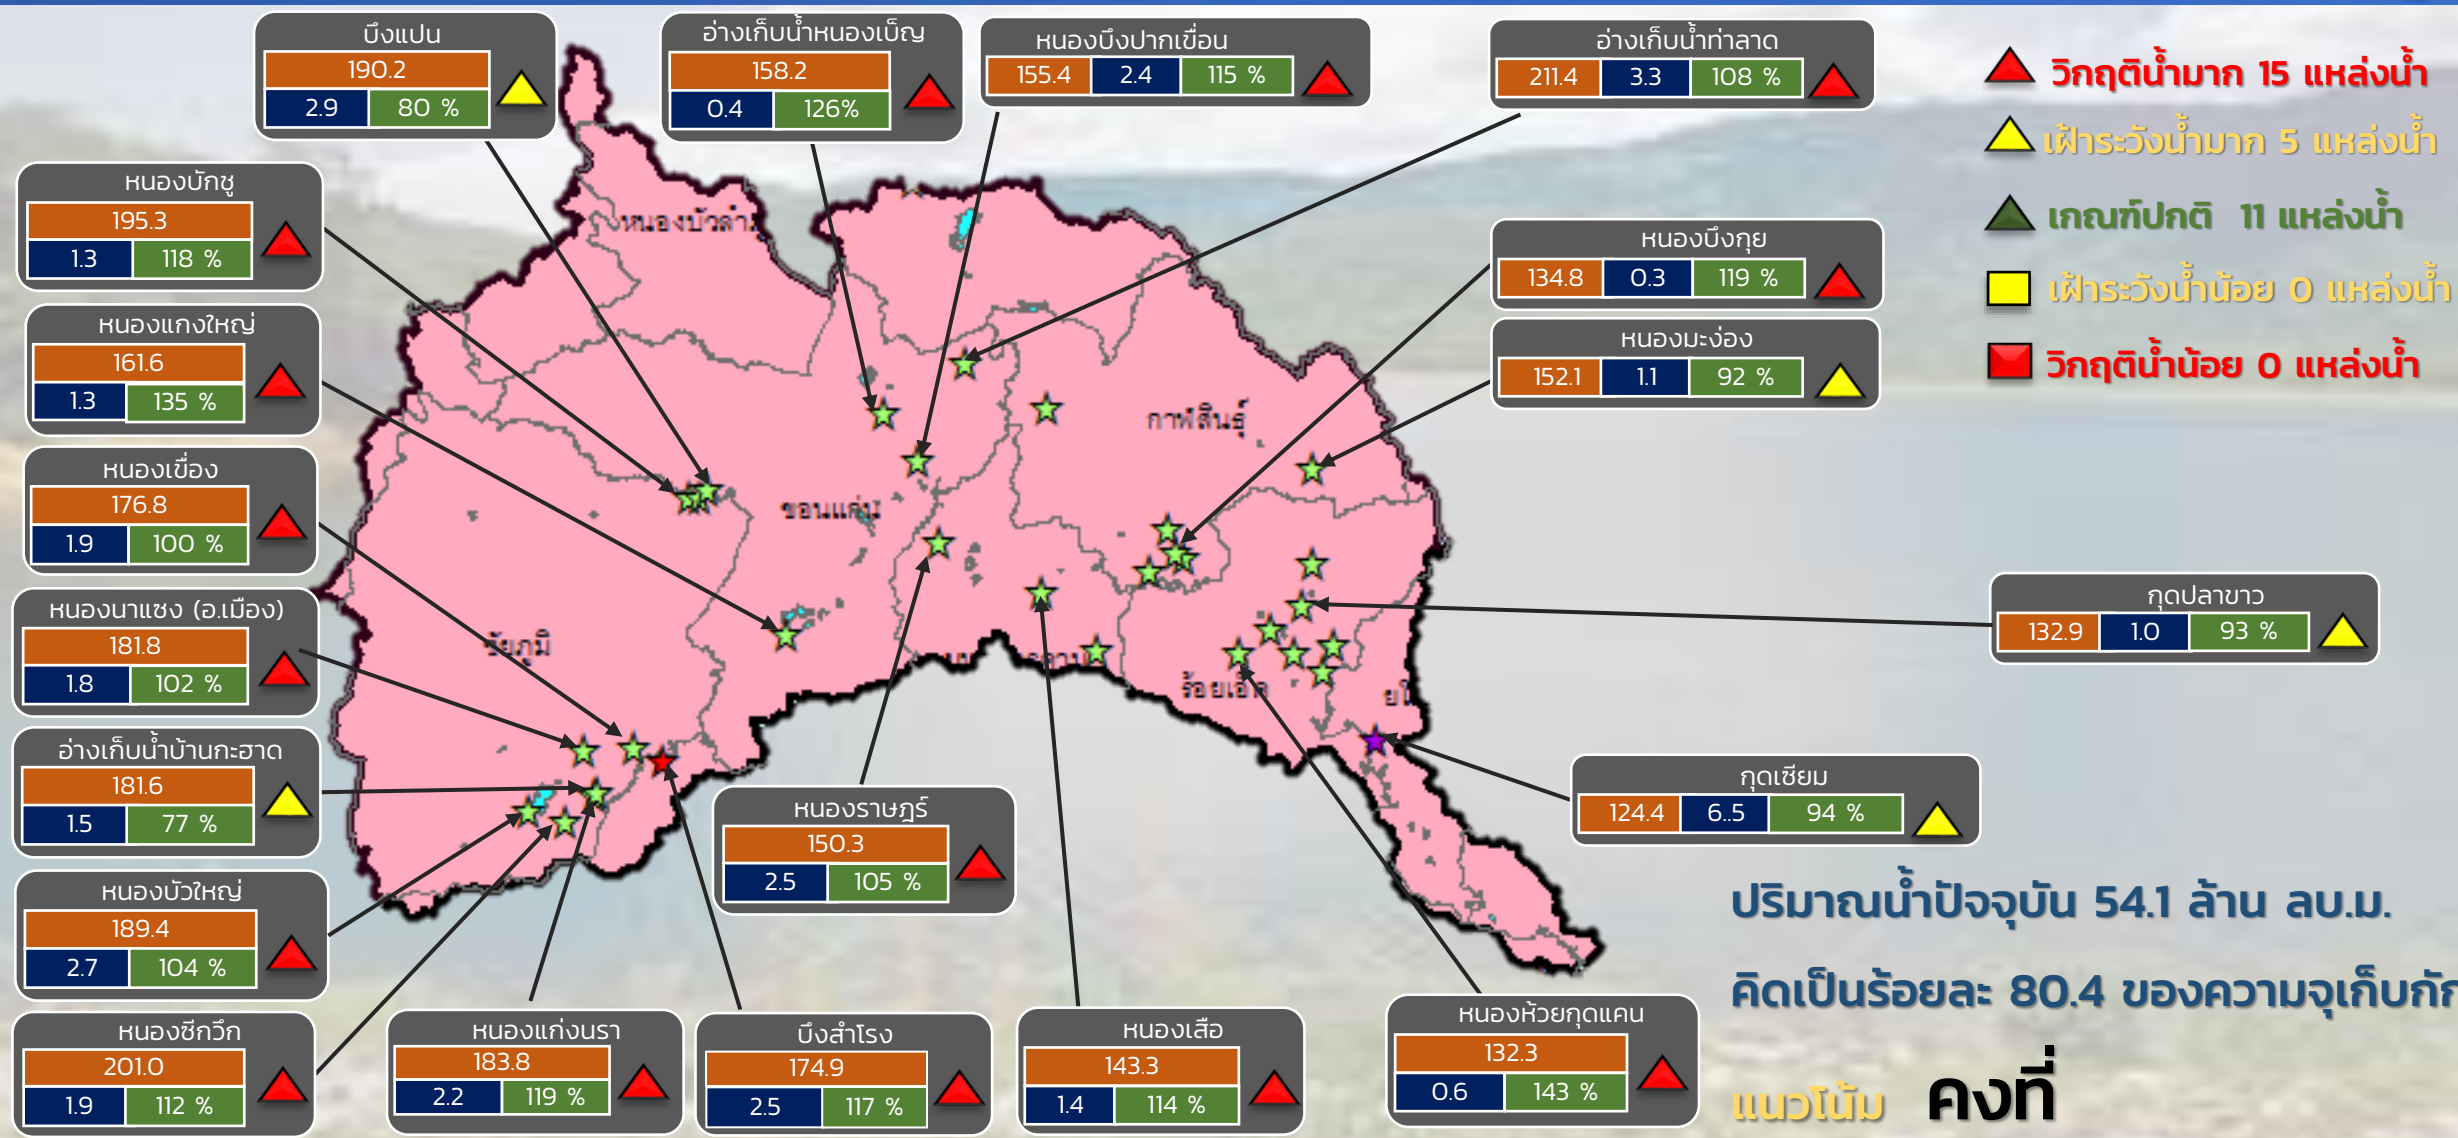 บึงแปน
190.2
2.9 80 %
อ่างเก็บน้ำหนองเบ็ญ
158.2
0.4 126%
หนองบึงปากเขื่อน
155.4 2.4 115 %
อ่างเก็บน้ำท่าลาด
211.4 3.3 108 %
วิกฤติน้ำมาก 15 แหล่งน้ำ
เฝ้าระวังน้ำมาก 5 แหล่งน้ำ
เกณฑ์ปกติ 11 แหล่งน้ำ
เฝ้าระวังน้ำน้อย 0 แหล่งน้ำ
วิกฤติน้ำน้อย 0 แหล่งน้ำ
หนองบักชู
195.3
1.3 118 %
หนองบึงกุย
134.8 0.3 119 %
หนองแกงใหญ่
161.6
1.3 135 %
หนองมะง่อง
152.1 1.1 92 %
กาฬสินธุ์
หนองเขื่อง
176.8
1.9 100 %
ขอนแก่น
หนองนาแซง (อ.เมือง)
181.8
1.8 102 %
ชัยภูมิ
ร้อยเอ็ด
กุดปลาขาว
132.9 1.0 93 %
อ่างเก็บน้ำบ้านกะฮาด
181.6
1.5 77 %
หนองราษฎร์
150.3
2.5 105 %
กุดเชียม
124.4 6.5 94 %
หนองบัวใหญ่
189.4
2.7 104 %
ปริมาณน้ำปัจจุบัน 54.1 ล้าน ลบ.ม.
คิดเป็นร้อยละ 80.4 ของความจุเก็บกัก
หนองซีกวึก
201.0
1.9 112 %
หนองแก่งนรา
183.8
2.2 119 %
บึงสำโรง
174.9
2.5 117 %
หนองเสือ
143.3
1.4 114 %
หนองห้วยกุดแคน
132.3
0.6 143 %
แนวโน้ม คงที่